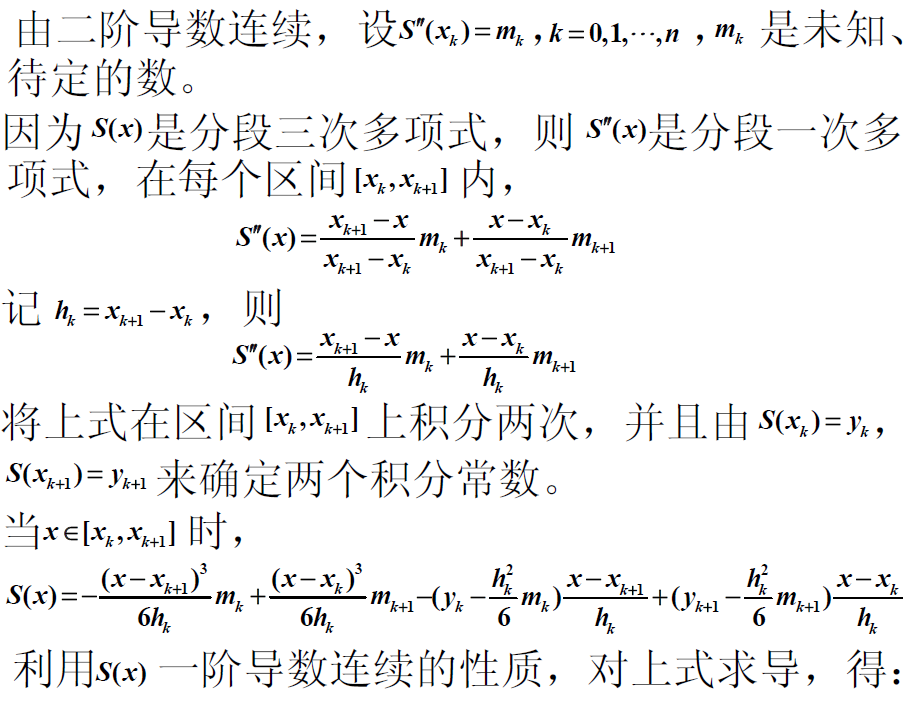 由二阶导数连续，设 $S''(x_k)=m_k$ , $k=0,1,\cdots,n$ , $m_k$ 是未知、
待定的数。
因为 $S(x)$ 是分段三次多项式，则 $S''(x)$ 是分段一次多
项式，在每个区间 $[x_k,x_{k+1}]$ 内，
$S''(x)=\frac{x_{k+1}-x}{x_{k+1}-x_k}m_k+\frac{x-x_k}{x_{k+1}-x_k}m_{k+1}$
记 $h_k=x_{k+1}-x_k$ ，则
$S''(x)=\frac{x_{k+1}-x}{h_k}m_k+\frac{x-x_k}{h_k}m_{k+1}$
将上式在区间 $[x_k,x_{k+1}]$ 上积分两次，并且由 $S(x_k)=y_k$ ，
$S(x_{k+1})=y_{k+1}$ 来确定两个积分常数。
当 $x\in[x_k,x_{k+1}]$ 时，
$S(x)=-\frac{(x-x_{k+1})^3}{6h_k}m_k+\frac{(x-x_k)^3}{6h_k}m_{k+1}-(y_k-\frac{h_k^2}{6}m_k)\frac{x-x_{k+1}}{h_k}+(y_{k+1}-\frac{h_k^2}{6}m_{k+1})\frac{x-x_k}{h_k}$
利用 $S(x)$ 一阶导数连续的性质，对上式求导，得：